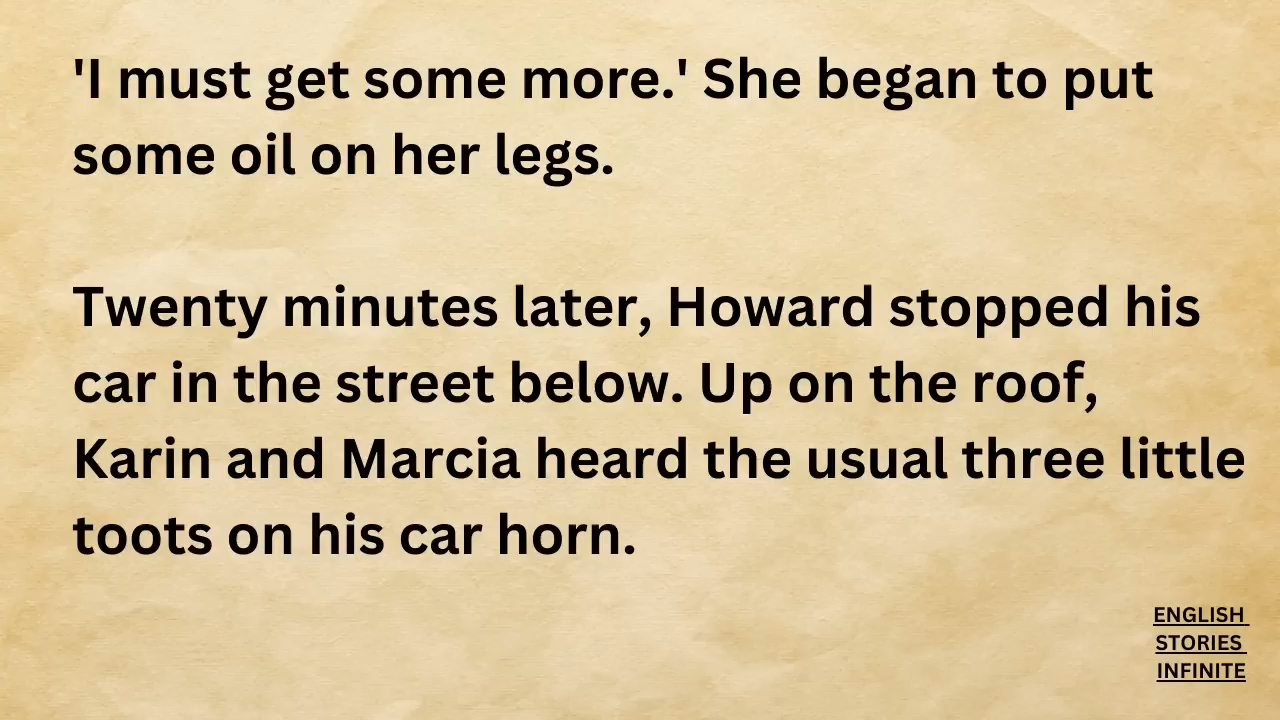 'I must get some more.' She began to put
some oil on her legs.
Twenty minutes later, Howard stopped his
car in the street below. Up on the roof,
Karin and Marcia heard the usual three little
toots on his car horn.
ENGLISH
STORIES
INFINITE